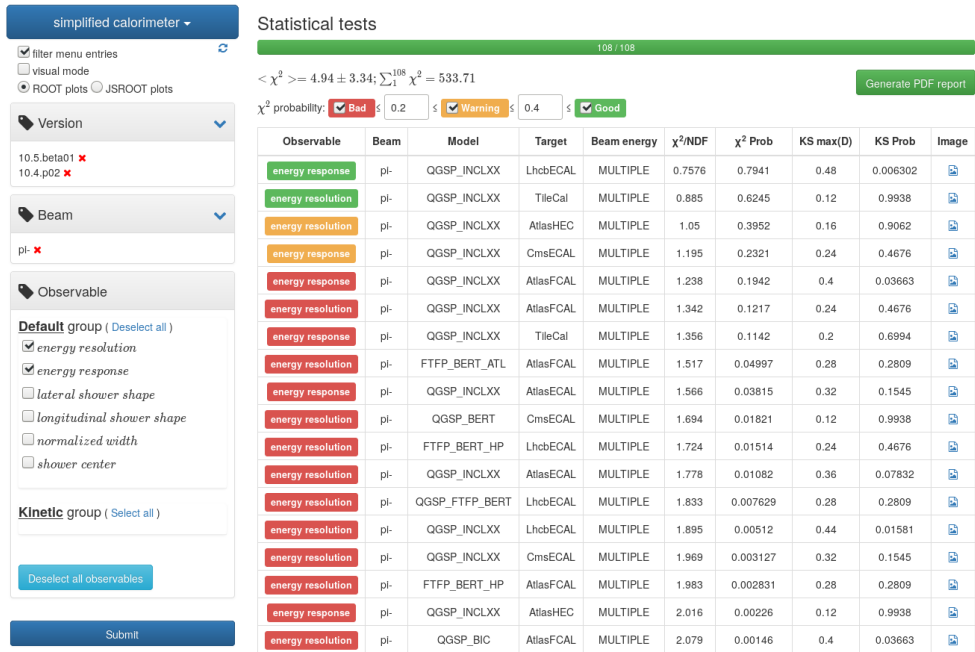 simplified calorimeter
filter menu entries
visual mode
ROOT plots JSROOT plots
Version
10.5.beta01
10.4.p02
Beam
pi-
Observable
Default group ( Deselect all )
energy resolution
energy response
lateral shower shape
longitudinal shower shape
normalized width
shower center
Kinetic group ( Select all )
Deselect all observables
Submit
Statistical tests
108 / 108
< χ² >= 4.94 ± 3.34; ∑₁¹⁰⁸ χ² = 533.71
Generate PDF report
χ² probability: Bad ≤ 0.2 ≤ Warning ≤ 0.4 ≤ Good
Observable Beam Model Target Beam energy χ²/NDF χ² Prob KS max(D) KS Prob Image
energy response pi- QGSP_INCLXX LhcbECAL MULTIPLE 0.7576 0.7941 0.48 0.006302
energy resolution pi- QGSP_INCLXX TileCal MULTIPLE 0.885 0.6245 0.12 0.9938
energy resolution pi- QGSP_INCLXX AtlasHEC MULTIPLE 1.05 0.3952 0.16 0.9062
energy response pi- QGSP_INCLXX CmsECAL MULTIPLE 1.195 0.2321 0.24 0.4676
energy response pi- QGSP_INCLXX AtlasFCAL MULTIPLE 1.238 0.1942 0.4 0.03663
energy resolution pi- QGSP_INCLXX AtlasFCAL MULTIPLE 1.342 0.1217 0.24 0.4676
energy response pi- QGSP_INCLXX TileCal MULTIPLE 1.356 0.1142 0.2 0.6994
energy resolution pi- FTFP_BERT_ATL AtlasFCAL MULTIPLE 1.517 0.04997 0.28 0.2809
energy response pi- QGSP_INCLXX AtlasECAL MULTIPLE 1.566 0.03815 0.32 0.1545
energy resolution pi- QGSP_BERT CmsECAL MULTIPLE 1.694 0.01821 0.12 0.9938
energy resolution pi- FTFP_BERT_HP LhcbECAL MULTIPLE 1.724 0.01514 0.24 0.4676
energy resolution pi- QGSP_INCLXX AtlasECAL MULTIPLE 1.778 0.01082 0.36 0.07832
energy resolution pi- QGSP_FTFP_BERT LhcbECAL MULTIPLE 1.833 0.007629 0.28 0.2809
energy resolution pi- QGSP_INCLXX LhcbECAL MULTIPLE 1.895 0.00512 0.44 0.01581
energy resolution pi- QGSP_INCLXX CmsECAL MULTIPLE 1.969 0.003127 0.32 0.1545
energy resolution pi- FTFP_BERT_HP AtlasFCAL MULTIPLE 1.983 0.002831 0.28 0.2809
energy response pi- QGSP_INCLXX AtlasHEC MULTIPLE 2.016 0.00226 0.12 0.9938
energy resolution pi- QGSP_BIC AtlasFCAL MULTIPLE 2.079 0.00146 0.4 0.03663